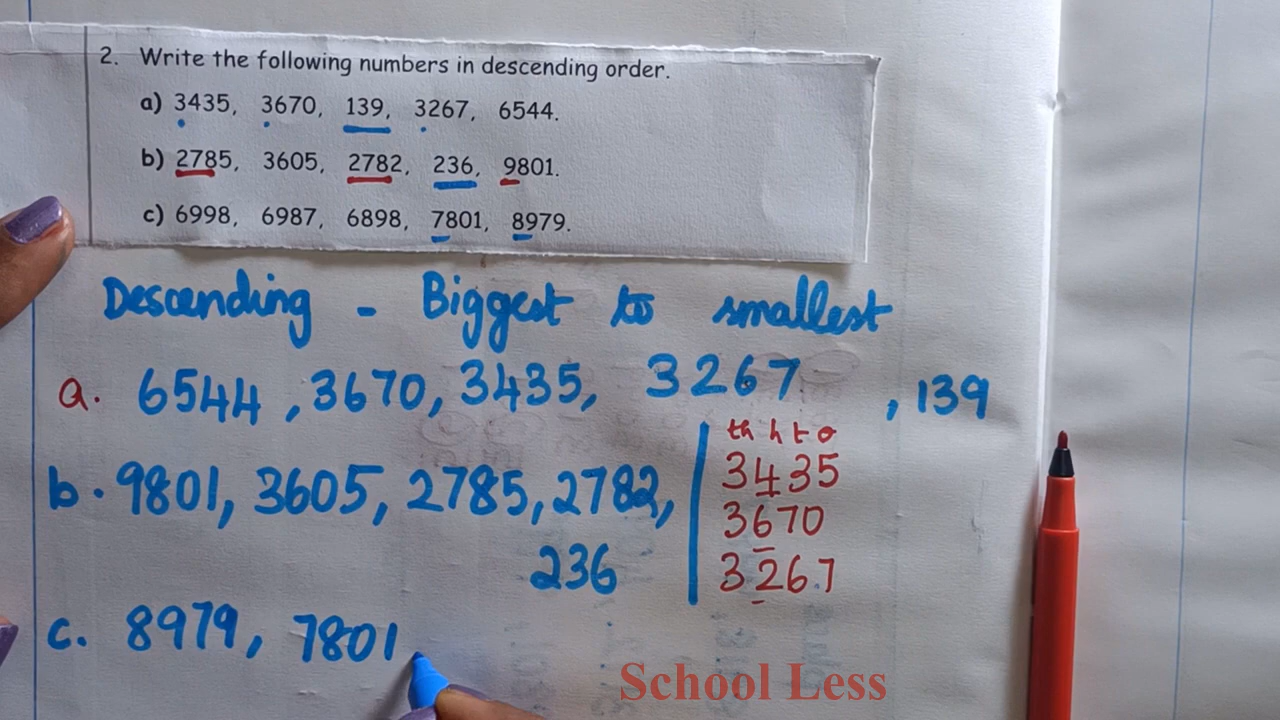 2. Write the following numbers in descending order.
a) 3435, 3670, 139, 3267, 6544.
b) 2785, 3605, 2782, 236, 9801.
c) 6998, 6987, 6898, 7801, 8979.
Descending - Biggest to smallest
a. 6544, 3670, 3435, 3267, 139
b. 9801, 3605, 2785, 2782,
236
th h t o
3435
3670
3267
c. 8979, 7801
School Less